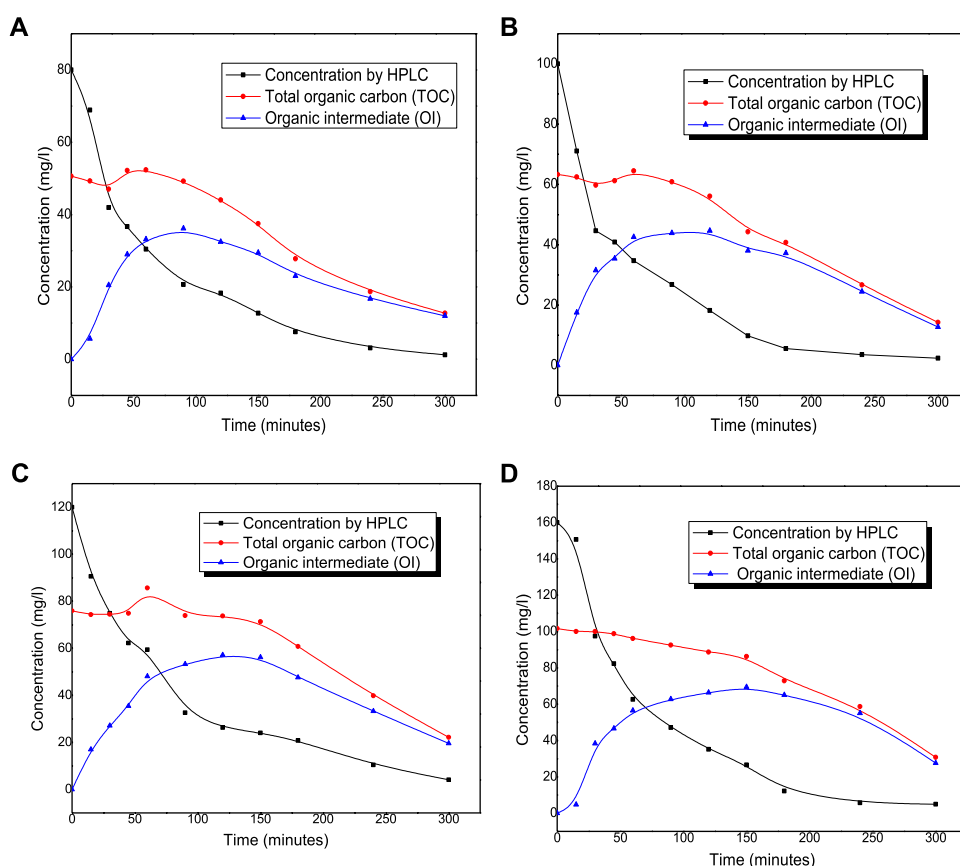 A
Concentration (mg/l)
80
60
40
20
0
Concentration by HPLC
Total organic carbon (TOC)
Organic intermediate (OI)
0 50 100 150 200 250 300
Time (minutes)
B
Concentration (mg/l)
100
80
60
40
20
0
Concentration by HPLC
Total organic carbon (TOC)
Organic intermediate (OI)
0 50 100 150 200 250 300
Time (minutes)
C
Concentration (mg/l)
120
100
80
60
40
20
0
Concentration by HPLC
Total organic carbon (TOC)
Organic intermediate (OI)
0 50 100 150 200 250 300
Time (minutes)
D
Concentration (mg/l)
180
160
140
120
100
80
60
40
20
0
Concentration by HPLC
Total organic carbon (TOC)
Organic intermediate (OI)
0 50 100 150 200 250 300
Time (minutes)